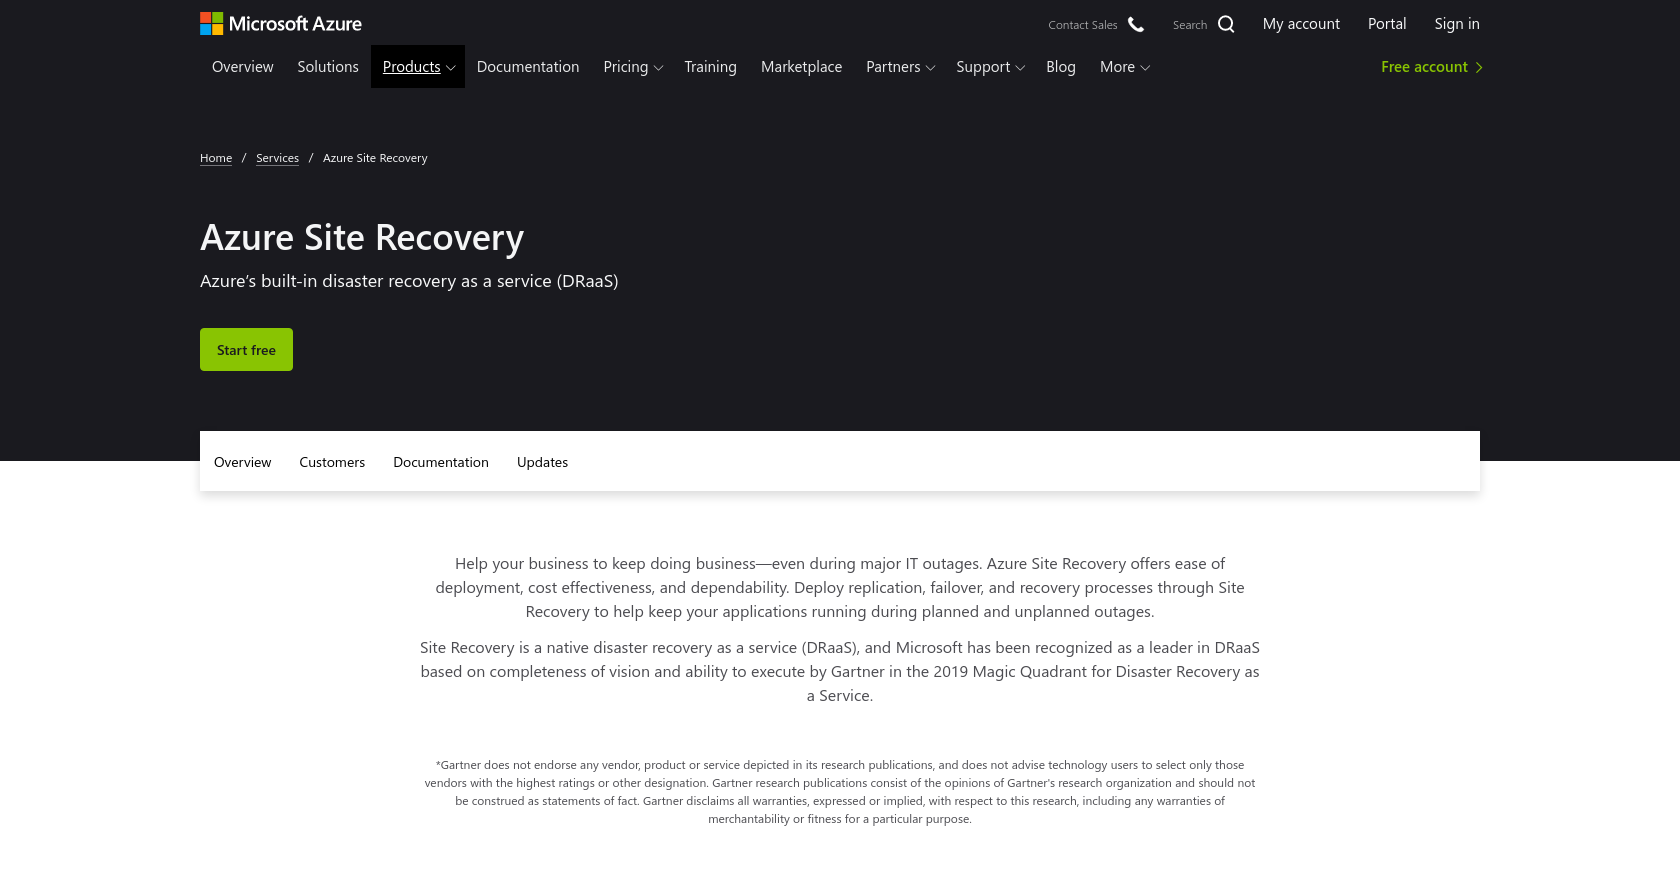 Microsoft Azure
Contact Sales
Search
My account
Portal
Sign in
Overview
Solutions
Products
Documentation
Pricing
Training
Marketplace
Partners
Support
Blog
More
Free account
Home / Services / Azure Site Recovery
Azure Site Recovery
Azure’s built-in disaster recovery as a service (DRaaS)
Start free
Overview
Customers
Documentation
Updates
Help your business to keep doing business—even during major IT outages. Azure Site Recovery offers ease of
deployment, cost effectiveness, and dependability. Deploy replication, failover, and recovery processes through Site
Recovery to help keep your applications running during planned and unplanned outages.
Site Recovery is a native disaster recovery as a service (DRaaS), and Microsoft has been recognized as a leader in DRaaS
based on completeness of vision and ability to execute by Gartner in the 2019 Magic Quadrant for Disaster Recovery as
a Service.
*Gartner does not endorse any vendor, product or service depicted in its research publications, and does not advise technology users to select only those
vendors with the highest ratings or other designation. Gartner research publications consist of the opinions of Gartner's research organization and should not
be construed as statements of fact. Gartner disclaims all warranties, expressed or implied, with respect to this research, including any warranties of
merchantability or fitness for a particular purpose.